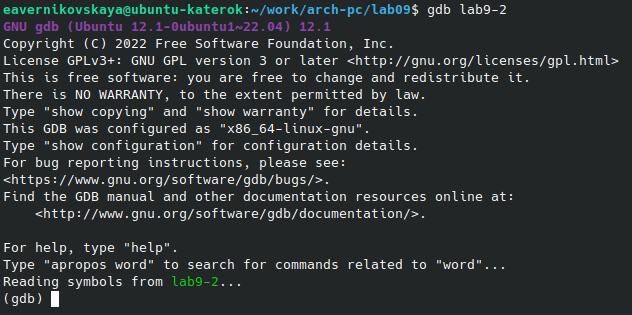 eavernikovskaya@ubuntu-katerok:~/work/arch-pc/lab09$ gdb lab9-2
GNU gdb (Ubuntu 12.1-0ubuntu1~22.04) 12.1
Copyright (C) 2022 Free Software Foundation, Inc.
License GPLv3+: GNU GPL version 3 or later <http://gnu.org/licenses/gpl.html>
This is free software: you are free to change and redistribute it.
There is NO WARRANTY, to the extent permitted by law.
Type "show copying" and "show warranty" for details.
This GDB was configured as "x86_64-linux-gnu".
Type "show configuration" for configuration details.
For bug reporting instructions, please see:
<https://www.gnu.org/software/gdb/bugs/>.
Find the GDB manual and other documentation resources online at:
    <http://www.gnu.org/software/gdb/documentation/>.

For help, type "help".
Type "apropos word" to search for commands related to "word"...
Reading symbols from lab9-2...
(gdb)